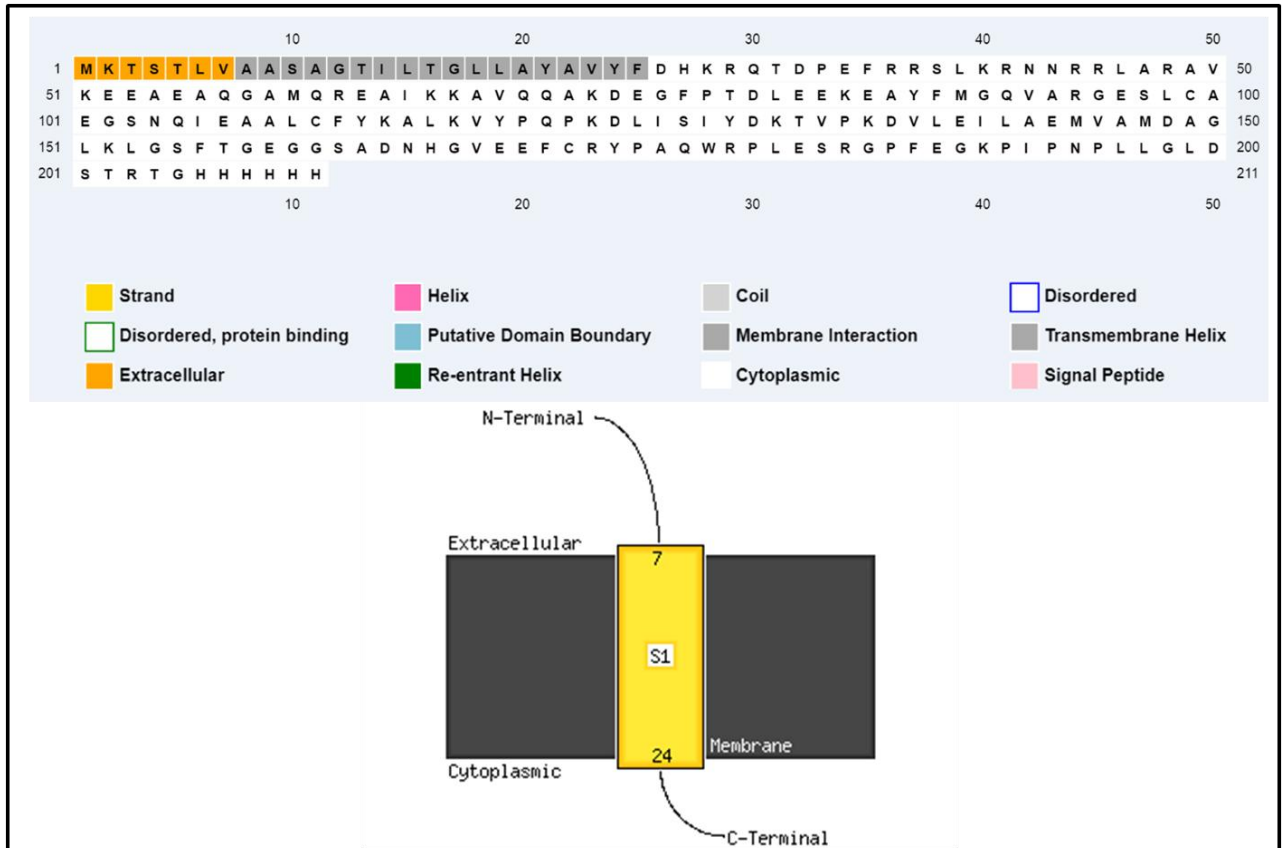 10 20 30 40 50
1 M K T S T L V A A S A G T I L T G L L A Y A V Y F D H K R Q T D P E F R R S L K R N N R R L A R A V 50
51 K E E A E A Q G A M Q R E A I K K A V Q Q A K D E G F P T D L E E K E A Y F M G Q V A R G E S L C A 100
101 E G S N Q I E A A L C F Y K A L K V Y P Q P K D L I S I Y D K T V P K D V L E I L A E M V A M D A G 150
151 L K L G S F T G E G G S A D N H G V E E F C R Y P A Q W R P L E S R G P F E G K P I P N P L L G L D 200
201 S T R T G H H H H H H 211
10 20 30 40 50
Strand Helix Coil Disordered
Disordered, protein binding Putative Domain Boundary Membrane Interaction Transmembrane Helix
Extracellular Re-entrant Helix Cytoplasmic Signal Peptide
N-Terminal
Extracellular
7
S1
Membrane
24
Cytoplasmic
C-Terminal